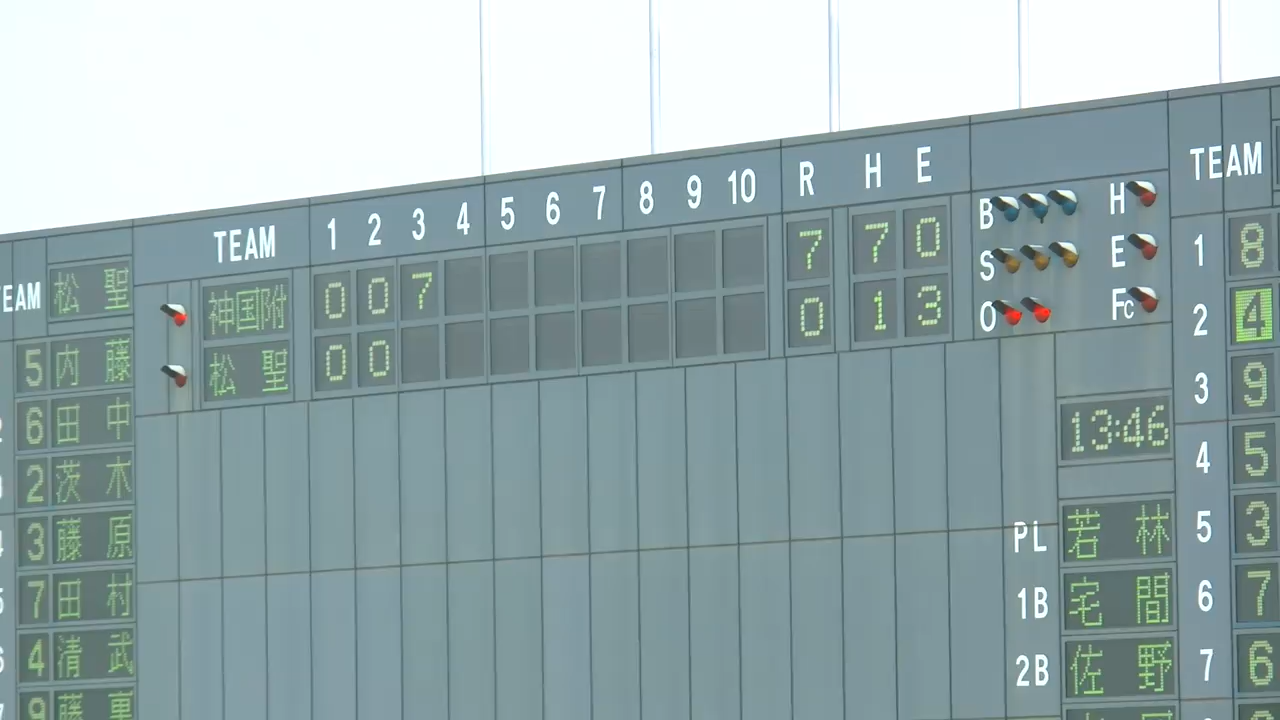 TEAM 松 聖
5 内 藤
6 田 中
2 茨 木
3 藤 原
7 田 村
4 清 武
9 藤
TEAM 1 2 3 4 5 6 7 8 9 10 R H E
神国附 0 0 7 7 7 0
松 聖 0 0 0 1 3
B H
S E
O Fc
13:46
PL 若 林
1B 宅 間
2B 佐 野
TEAM
1 8
2 4
3 9
4 5
5 3
6 7
7 6